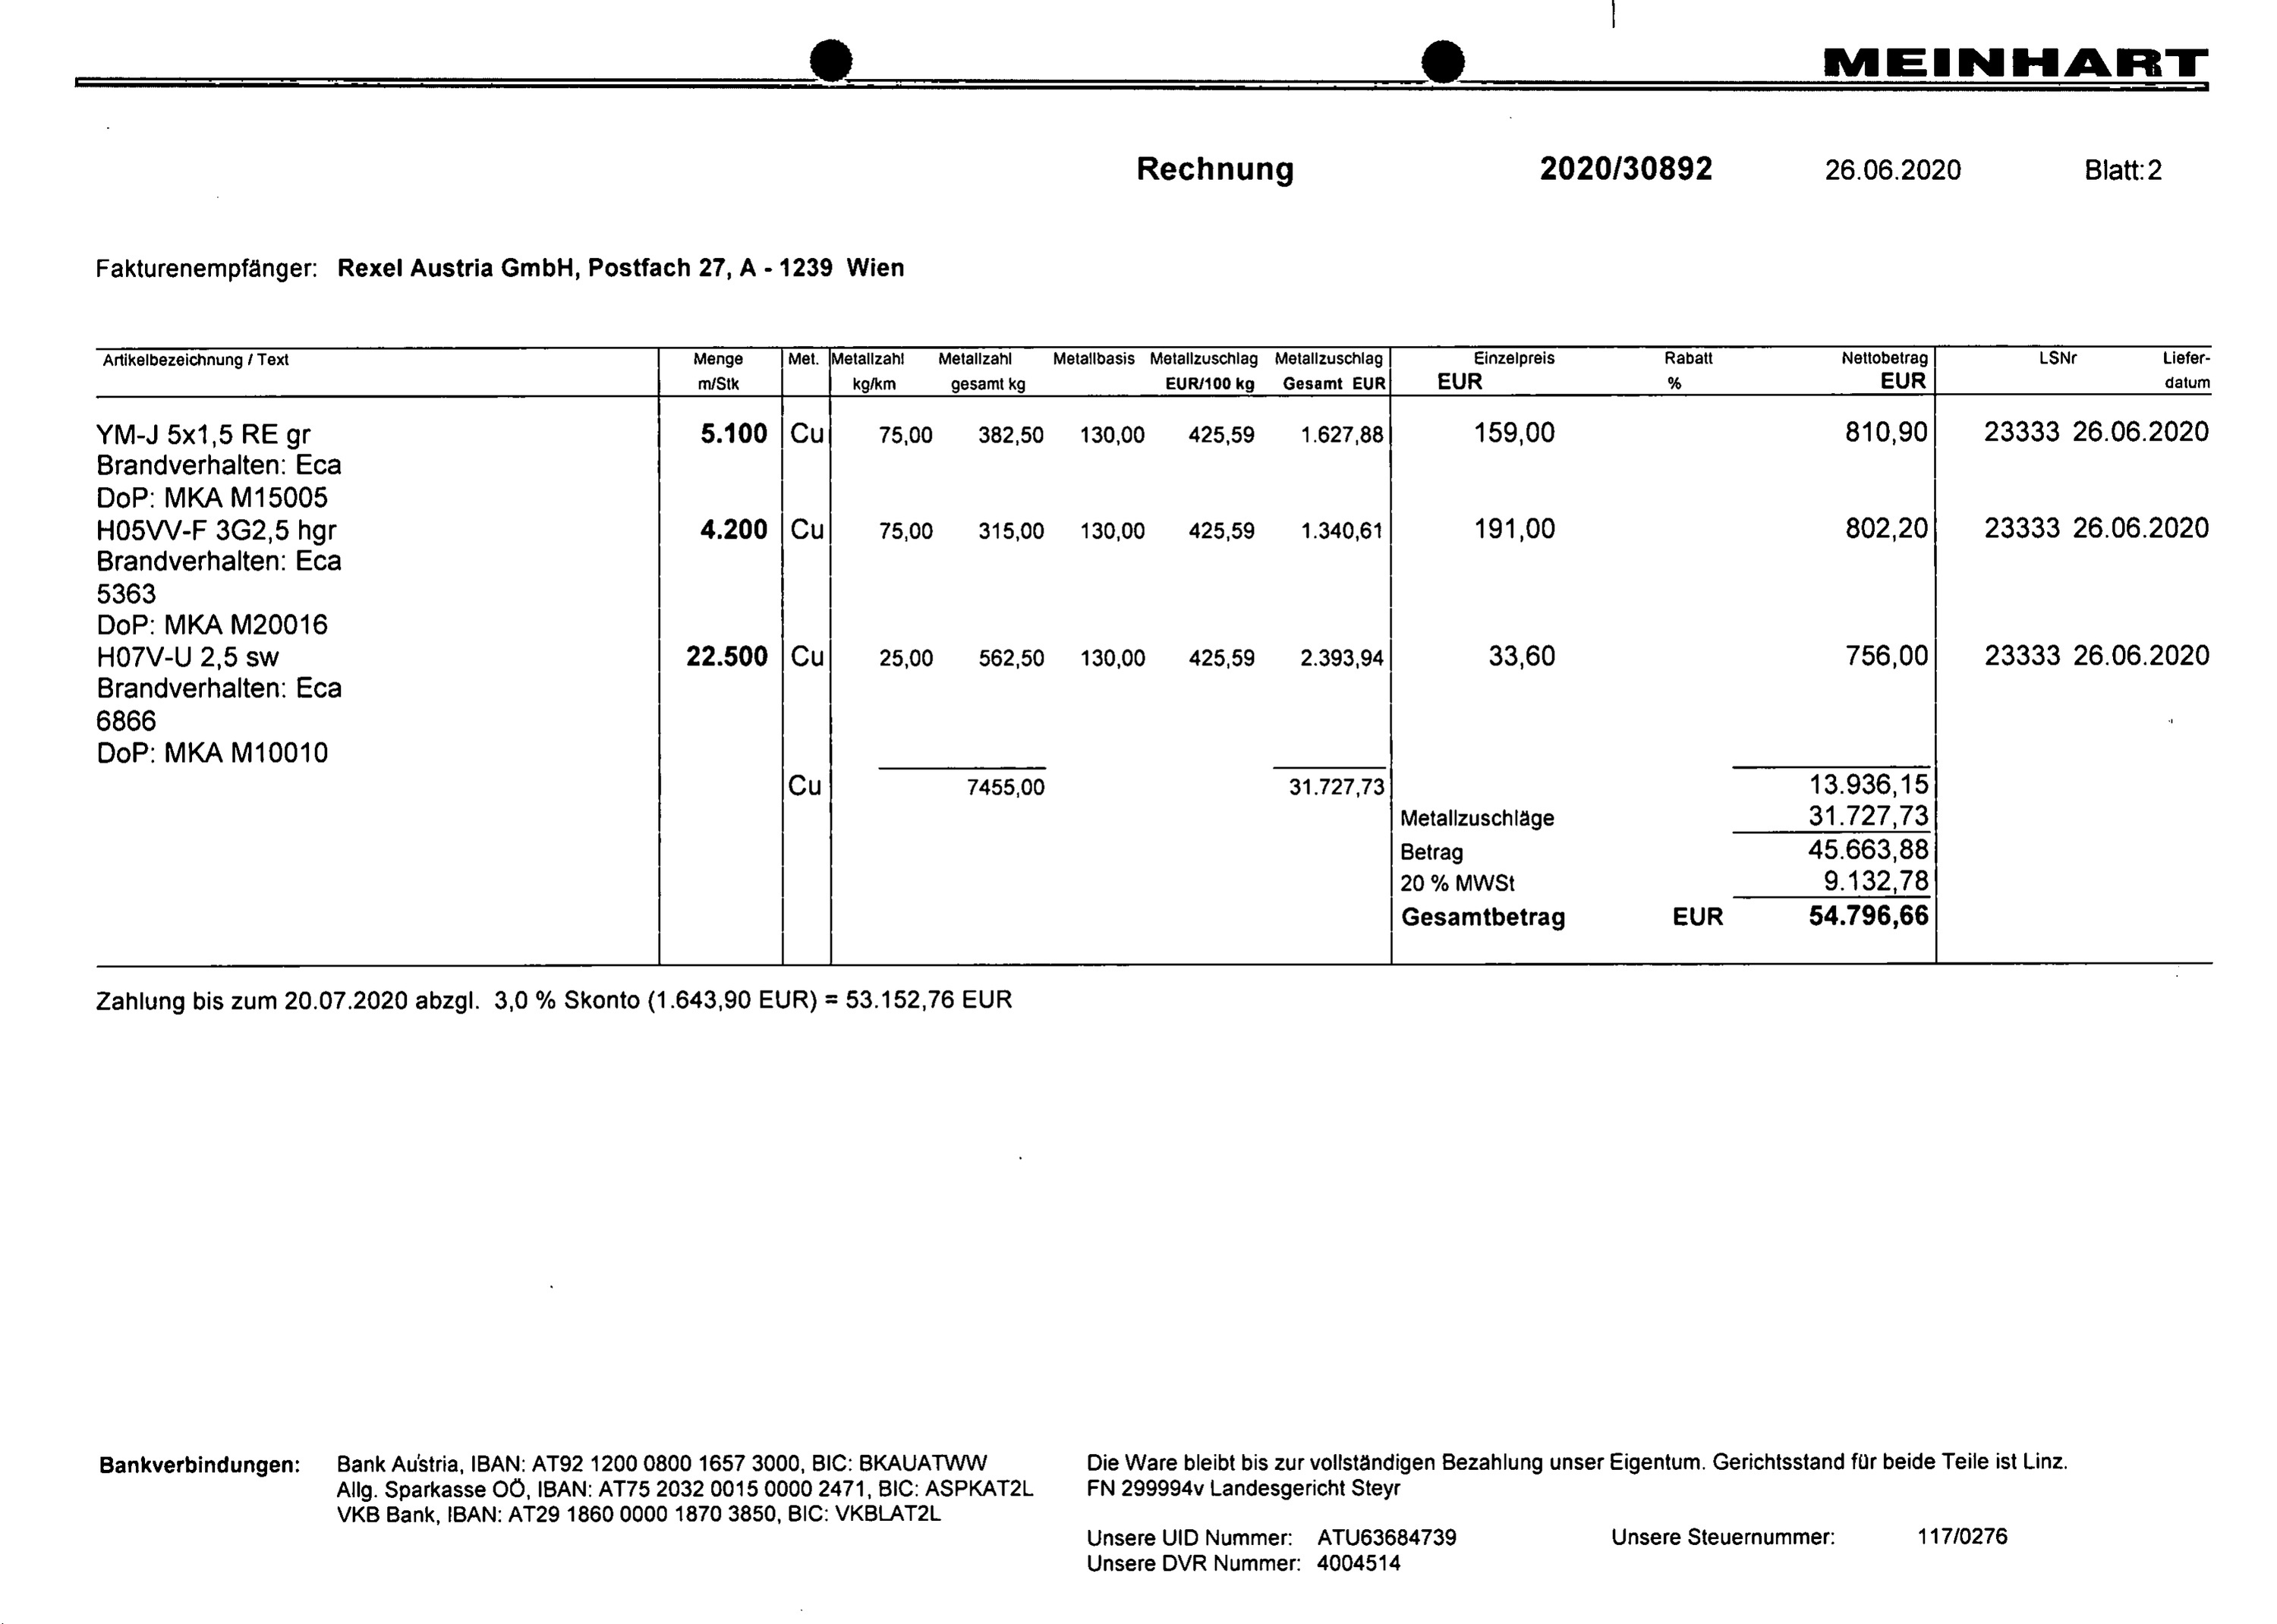 MEINHART
Rechnung 2020/30892 26.06.2020 Blatt: 2
Fakturenempfänger: Rexel Austria GmbH, Postfach 27, A - 1239 Wien
Artikelbezeichnung / Text Menge Met. Metallzahl Metallzahl Metallbasis Metallzuschlag Metallzuschlag Einzelpreis Rabatt Nettobetrag LSNr Liefer-
m/Stk kg/km gesamt kg EUR/100 kg Gesamt EUR EUR % EUR datum
YM-J 5x1,5 RE gr 5.100 Cu 75,00 382,50 130,00 425,59 1.627,88 159,00 810,90 23333 26.06.2020
Brandverhalten: Eca
DoP: MKA M15005
H05VV-F 3G2,5 hgr 4.200 Cu 75,00 315,00 130,00 425,59 1.340,61 191,00 802,20 23333 26.06.2020
Brandverhalten: Eca
5363
DoP: MKA M20016
H07V-U 2,5 sw 22.500 Cu 25,00 562,50 130,00 425,59 2.393,94 33,60 756,00 23333 26.06.2020
Brandverhalten: Eca
6866
DoP: MKA M10010
Cu 7455,00 31.727,73 13.936,15
Metallzuschläge 31.727,73
Betrag 45.663,88
20 % MWSt 9.132,78
Gesamtbetrag EUR 54.796,66
Zahlung bis zum 20.07.2020 abzgl. 3,0 % Skonto (1.643,90 EUR) = 53.152,76 EUR
Bankverbindungen: Bank Austria, IBAN: AT92 1200 0800 1657 3000, BIC: BKAUATWW
Allg. Sparkasse OÖ, IBAN: AT75 2032 0015 0000 2471, BIC: ASPKAT2L
VKB Bank, IBAN: AT29 1860 0000 1870 3850, BIC: VKBLAT2L
Die Ware bleibt bis zur vollständigen Bezahlung unser Eigentum. Gerichtsstand für beide Teile ist Linz.
FN 299994v Landesgericht Steyr
Unsere UID Nummer: ATU63684739 Unsere Steuernummer: 117/0276
Unsere DVR Nummer: 4004514